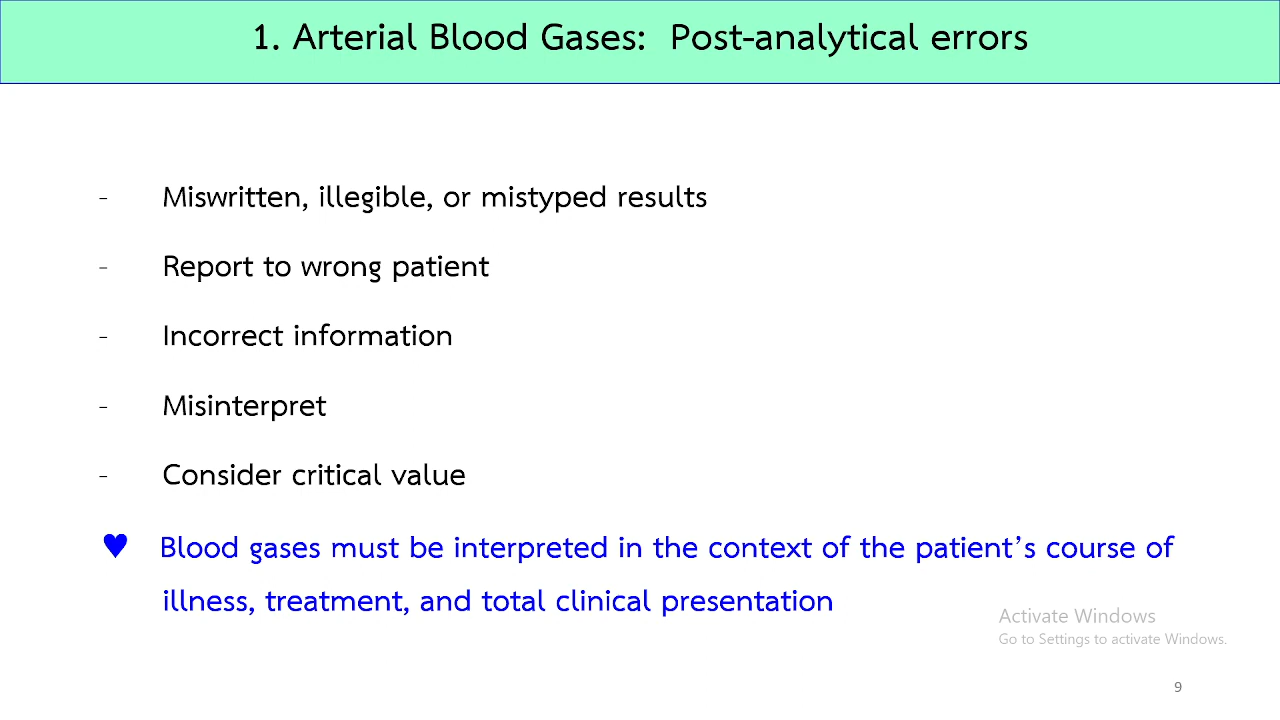 1. Arterial Blood Gases:  Post-analytical errors
- Miswritten, illegible, or mistyped results
- Report to wrong patient
- Incorrect information
- Misinterpret
- Consider critical value
♥ Blood gases must be interpreted in the context of the patient's course of
illness, treatment, and total clinical presentation
Activate Windows
Go to Settings to activate Windows.
9